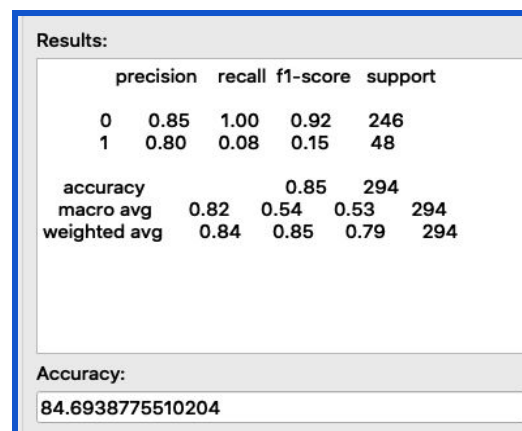 Results:
precision recall f1-score support
0 0.85 1.00 0.92 246
1 0.80 0.08 0.15 48
accuracy 0.85 294
macro avg 0.82 0.54 0.53 294
weighted avg 0.84 0.85 0.79 294
Accuracy:
84.6938775510204